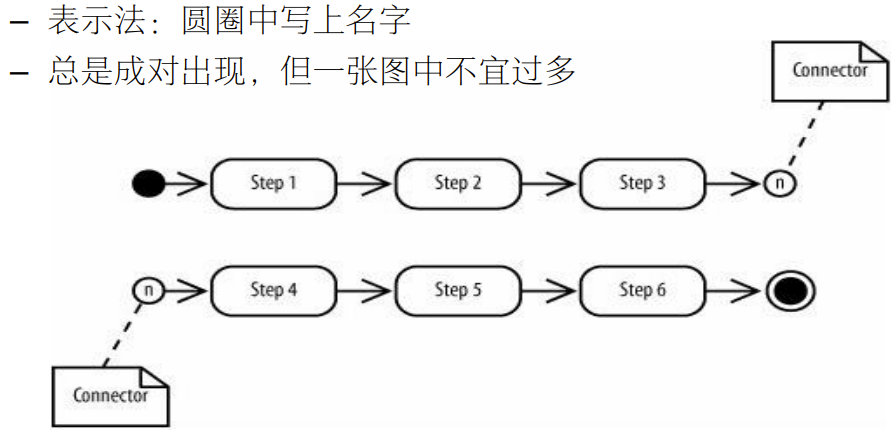 – 表示法：圆圈中写上名字
– 总是成对出现，但一张图中不宜过多
Connector
Step 1
Step 2
Step 3
n
n
Step 4
Step 5
Step 6
Connector